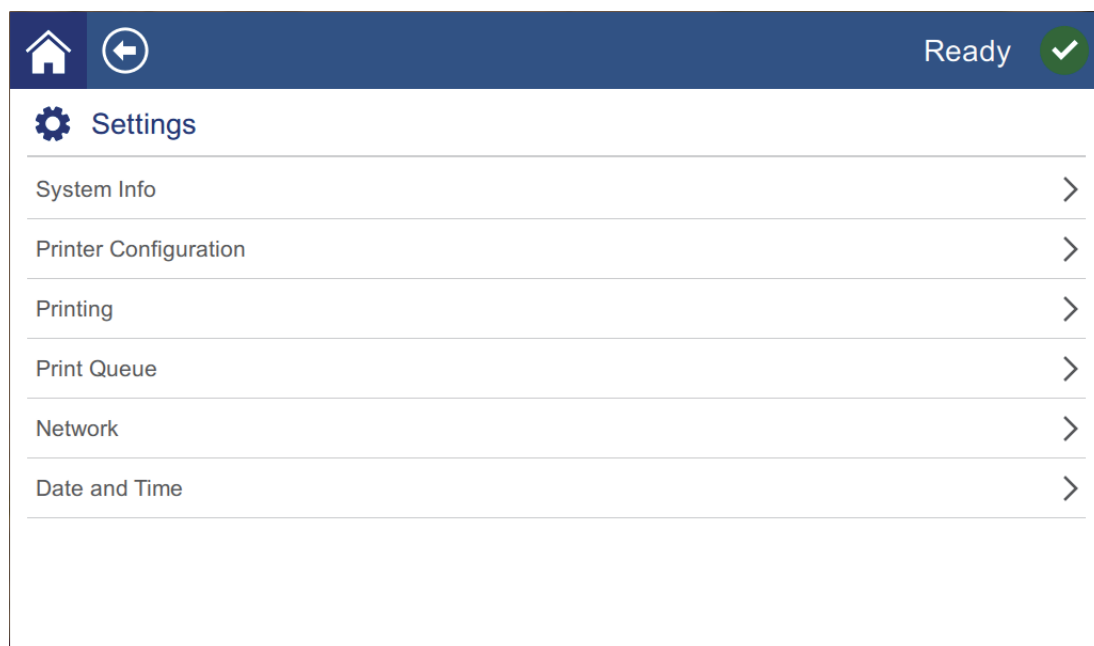 Ready
Settings
System Info
Printer Configuration
Printing
Print Queue
Network
Date and Time